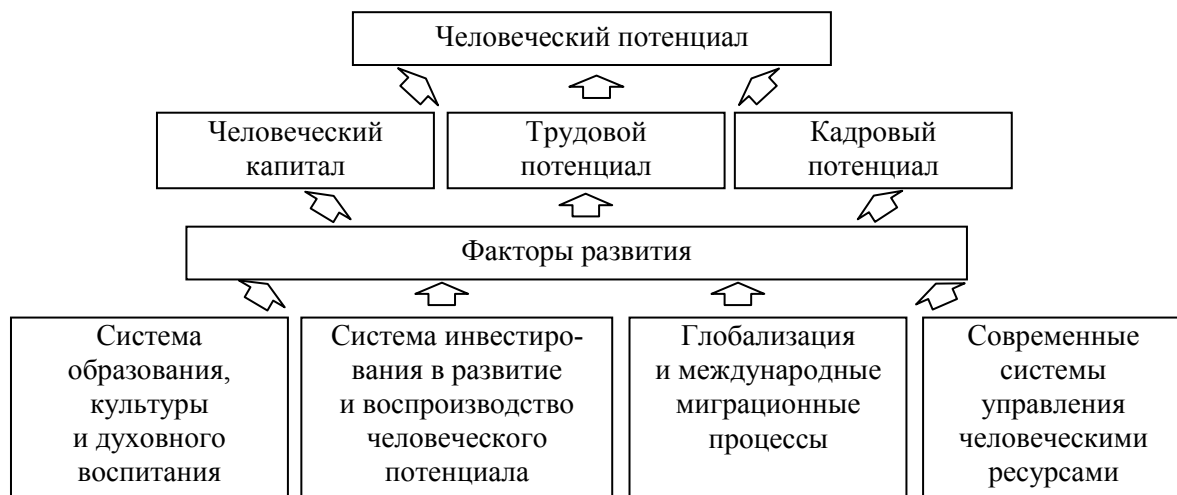 Человеческий потенциал
Человеческий
капитал
Трудовой
потенциал
Кадровый
потенциал
Факторы развития
Система
образования,
культуры
и духовного
воспитания
Система инвестиро-
вания в развитие
и воспроизводство
человеческого
потенциала
Глобализация
и международные
миграционные
процессы
Современные
системы
управления
человеческими
ресурсами